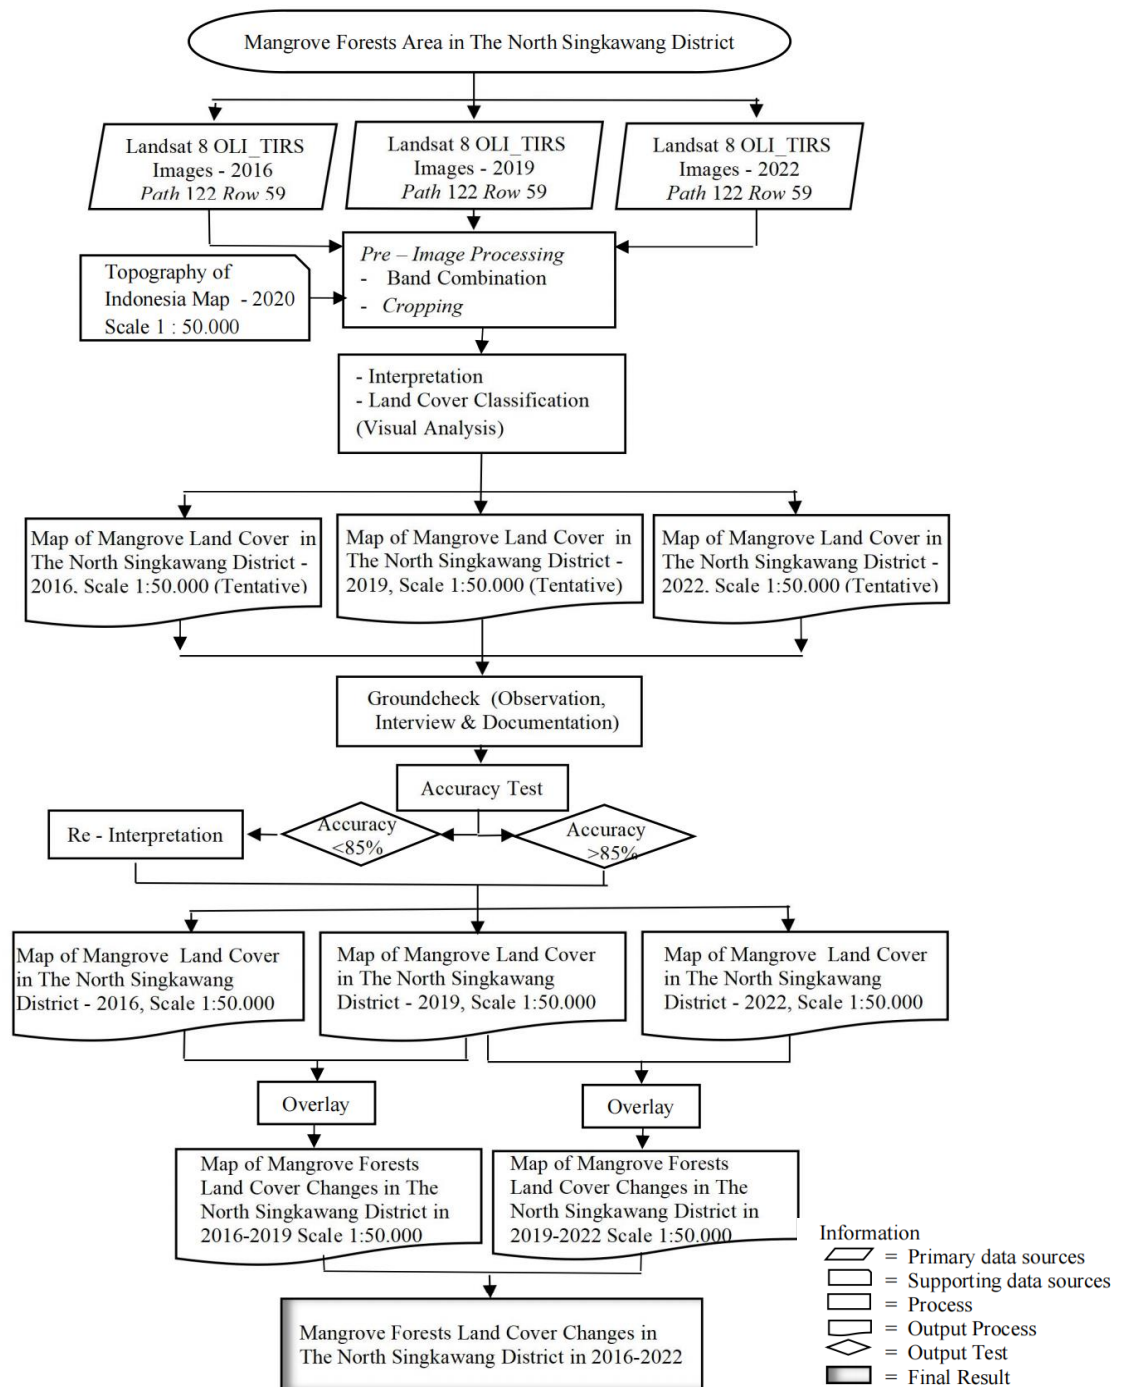 Mangrove Forests Area in The North Singkawang District
Landsat 8 OLI_TIRS
Images - 2016
Path 122 Row 59
Landsat 8 OLI_TIRS
Images - 2019
Path 122 Row 59
Landsat 8 OLI_TIRS
Images - 2022
Path 122 Row 59
Topography of
Indonesia Map - 2020
Scale 1 : 50.000
Pre – Image Processing
- Band Combination
- Cropping
- Interpretation
- Land Cover Classification
(Visual Analysis)
Map of Mangrove Land Cover in
The North Singkawang District -
2016, Scale 1:50.000 (Tentative)
Map of Mangrove Land Cover in
The North Singkawang District -
2019, Scale 1:50.000 (Tentative)
Map of Mangrove Land Cover in
The North Singkawang District -
2022, Scale 1:50.000 (Tentative)
Groundcheck (Observation,
Interview & Documentation)
Accuracy Test
Re - Interpretation
Accuracy
<85%
Accuracy
>85%
Map of Mangrove Land Cover
in The North Singkawang
District - 2016, Scale 1:50.000
Map of Mangrove Land Cover
in The North Singkawang
District - 2019, Scale 1:50.000
Map of Mangrove Land Cover
in The North Singkawang
District - 2022, Scale 1:50.000
Overlay
Overlay
Map of Mangrove Forests
Land Cover Changes in The
North Singkawang District in
2016-2019 Scale 1:50.000
Map of Mangrove Forests
Land Cover Changes in The
North Singkawang District in
2019-2022 Scale 1:50.000
Mangrove Forests Land Cover Changes in
The North Singkawang District in 2016-2022
Information
= Primary data sources
= Supporting data sources
= Process
= Output Process
= Output Test
= Final Result